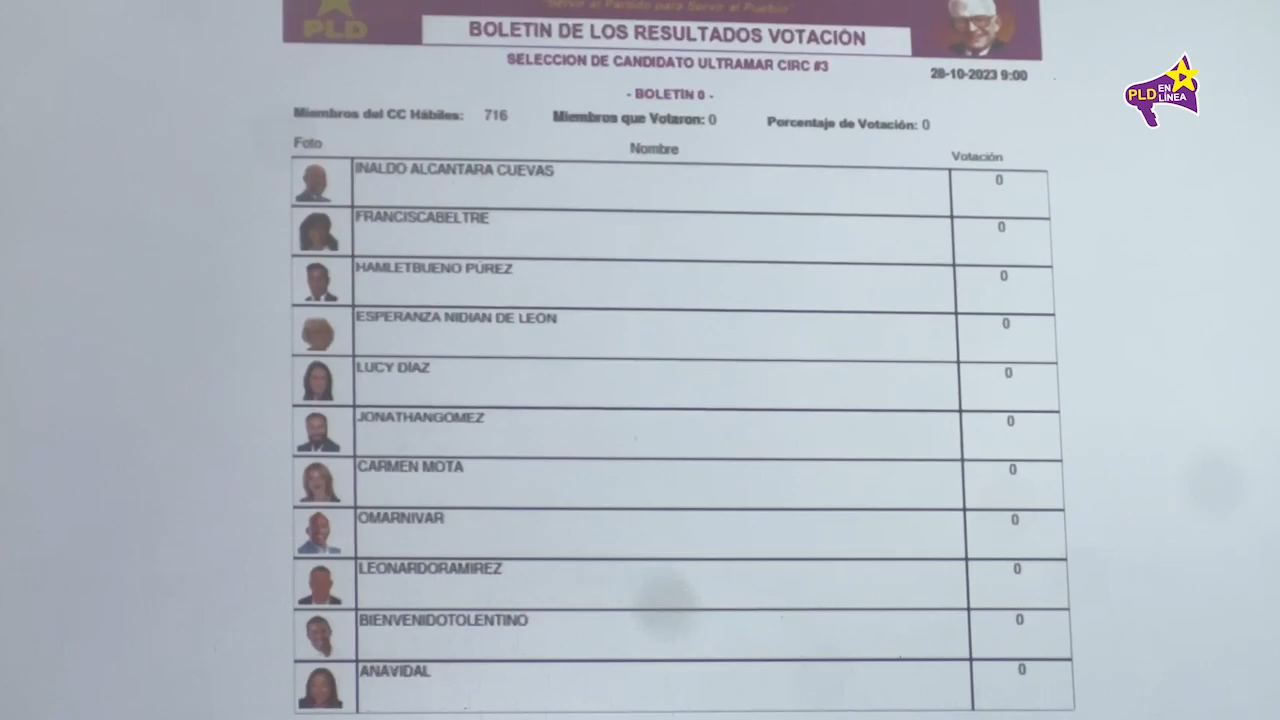 "Servir al Partido para Servir al Pueblo"
PLD
BOLETIN DE LOS RESULTADOS VOTACIÓN
SELECCION DE CANDIDATO ULTRAMAR CIRC #3
28-10-2023 9:00
PLD EN LÍNEA
- BOLETIN 0 -
Miembros del CC Hábiles: 716 Miembros que Votaron: 0 Porcentaje de Votación: 0
Foto Nombre Votación
INALDO ALCANTARA CUEVAS 0
FRANCISCABELTRE 0
HAMLETBUENO PÚREZ 0
ESPERANZA NIDIAN DE LEON 0
LUCY DÍAZ 0
JONATHANGOMEZ 0
CARMEN MOTA 0
OMARNIVAR 0
LEONARDORAMIREZ 0
BIENVENIDOTOLENTINO 0
ANAVIDAL 0